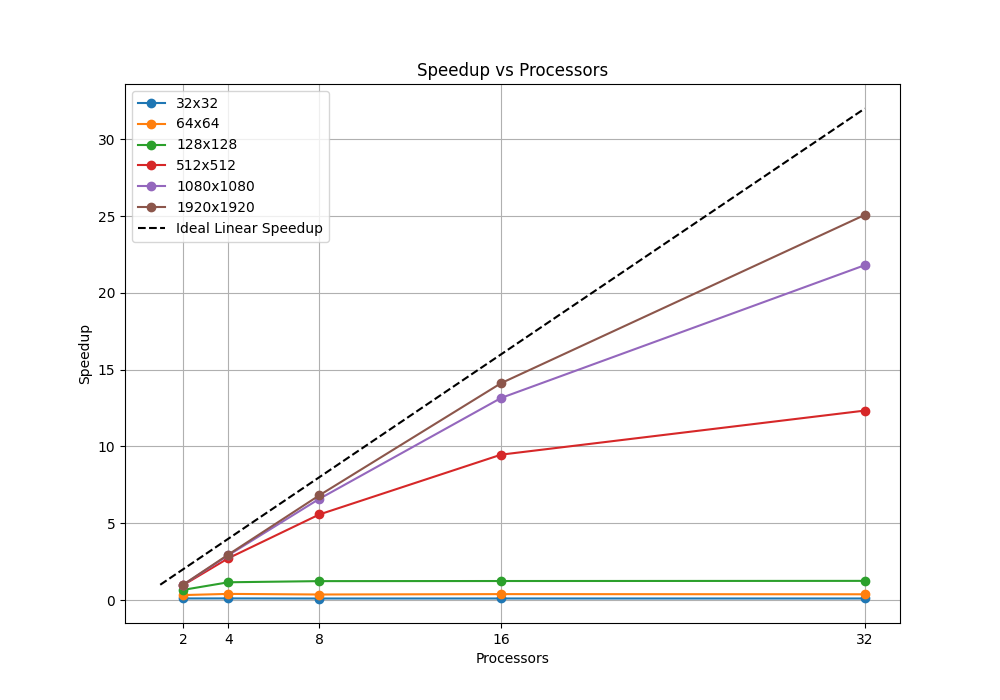 Speedup vs Processors
32x32
64x64
128x128
512x512
1080x1080
1920x1920
Ideal Linear Speedup
30
25
20
15
10
5
0
Speedup
2 4 8 16 32
Processors